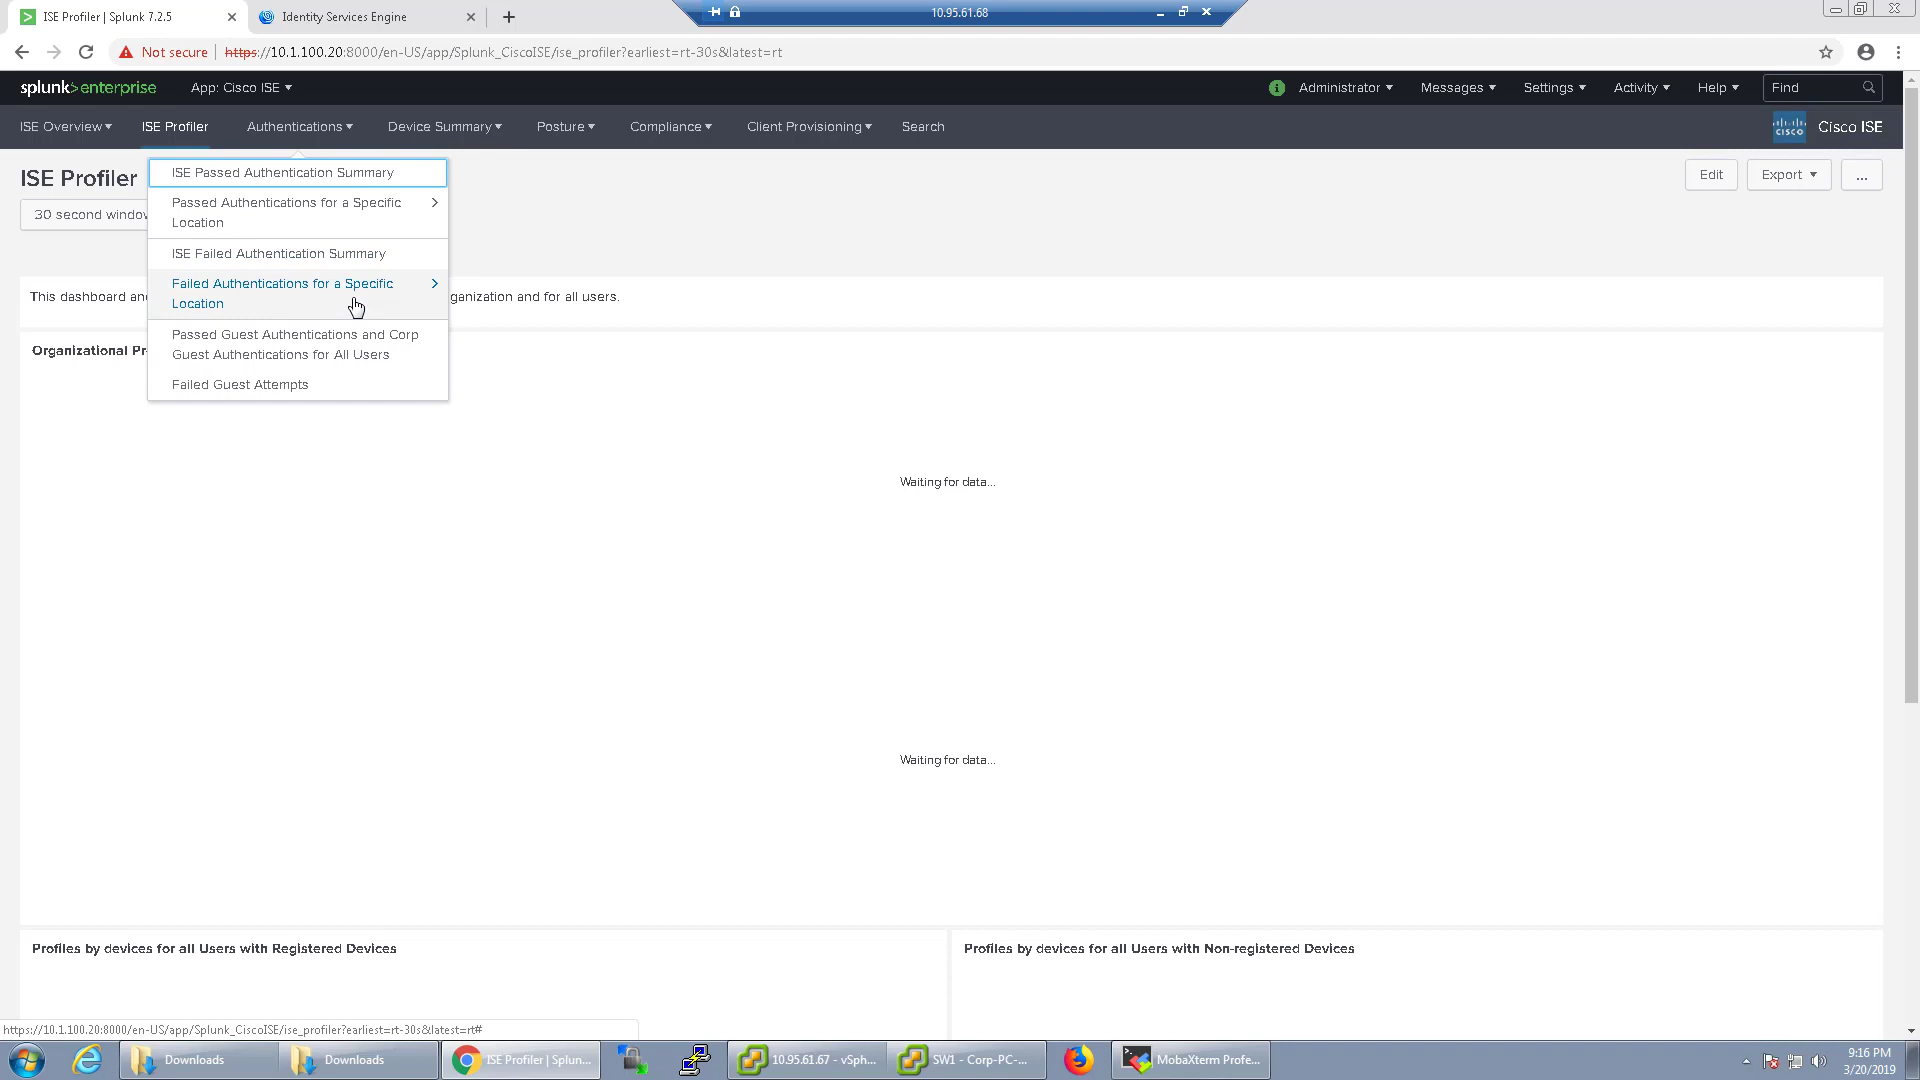 ISE Profiler | Splunk 7.2.5
Identity Services Engine
10.95.61.68
Not secure
https://10.1.100.20:8000/en-US/app/Splunk_CiscoISE/ise_profiler?earliest=rt-30s&latest=rt
splunk>enterprise
App: Cisco ISE
Administrator
Messages
Settings
Activity
Help
Find
ISE Overview
ISE Profiler
Authentications
Device Summary
Posture
Compliance
Client Provisioning
Search
CISCO
Cisco ISE
ISE Profiler
Edit
Export
...
30 second window
ISE Passed Authentication Summary
Passed Authentications for a Specific
Location
ISE Failed Authentication Summary
Failed Authentications for a Specific
Location
Passed Guest Authentications and Corp
Guest Authentications for All Users
Failed Guest Attempts
This dashboard
ganization and for all users.
Organizational Pr
Waiting for data...
Waiting for data...
Profiles by devices for all Users with Registered Devices
Profiles by devices for all Users with Non-registered Devices
https://10.1.100.20:8000/en-US/app/Splunk_CiscoISE/ise_profiler?earliest=rt-30s&latest=rt#
Downloads
Downloads
ISE Profiler | Splun...
10.95.61.67 - vSph...
SW1 - Corp-PC-...
MobaXterm Profe...
9:16 PM
3/20/2019